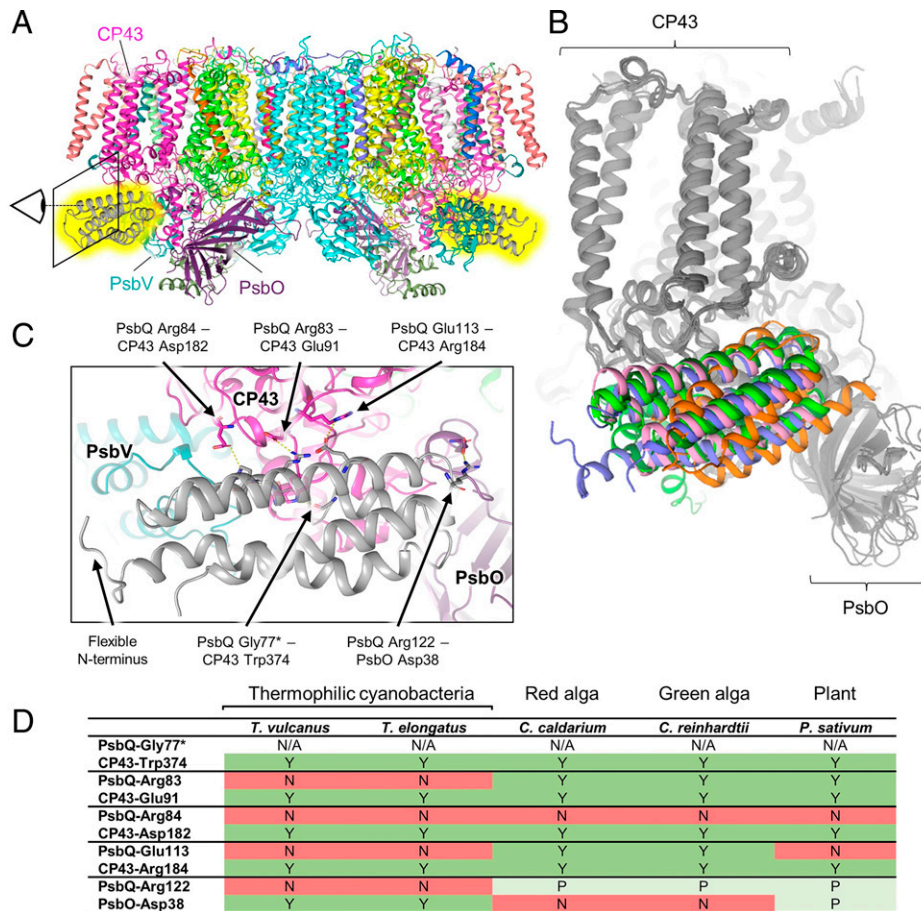 A
CP43
PsbV
PsbO
B
CP43
PsbO
C
PsbQ Arg84 –
CP43 Asp182
PsbQ Arg83 –
CP43 Glu91
PsbQ Glu113 –
CP43 Arg184
CP43
PsbV
PsbO
Flexible
N-terminus
PsbQ Gly77* –
CP43 Trp374
PsbQ Arg122 –
PsbO Asp38
D
Thermophilic cyanobacteria Red alga Green alga Plant
T. vulcanus T. elongatus C. caldarium C. reinhardtii P. sativum
PsbQ-Gly77* N/A N/A N/A N/A N/A
CP43-Trp374 Y Y Y Y Y
PsbQ-Arg83 N N Y Y Y
CP43-Glu91 Y Y Y Y Y
PsbQ-Arg84 N N N N N
CP43-Asp182 Y Y Y Y Y
PsbQ-Glu113 N N Y Y N
CP43-Arg184 Y Y Y Y Y
PsbQ-Arg122 N N P P P
PsbO-Asp38 Y Y N N P